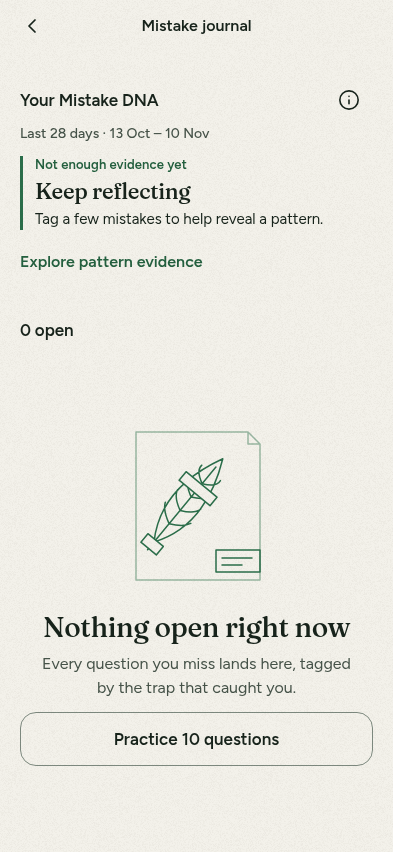 Mistake journal
Your Mistake DNA
Last 28 days · 13 Oct – 10 Nov
Not enough evidence yet
Keep reflecting
Tag a few mistakes to help reveal a pattern.
Explore pattern evidence
0 open
Nothing open right now
Every question you miss lands here, tagged
by the trap that caught you.
Practice 10 questions